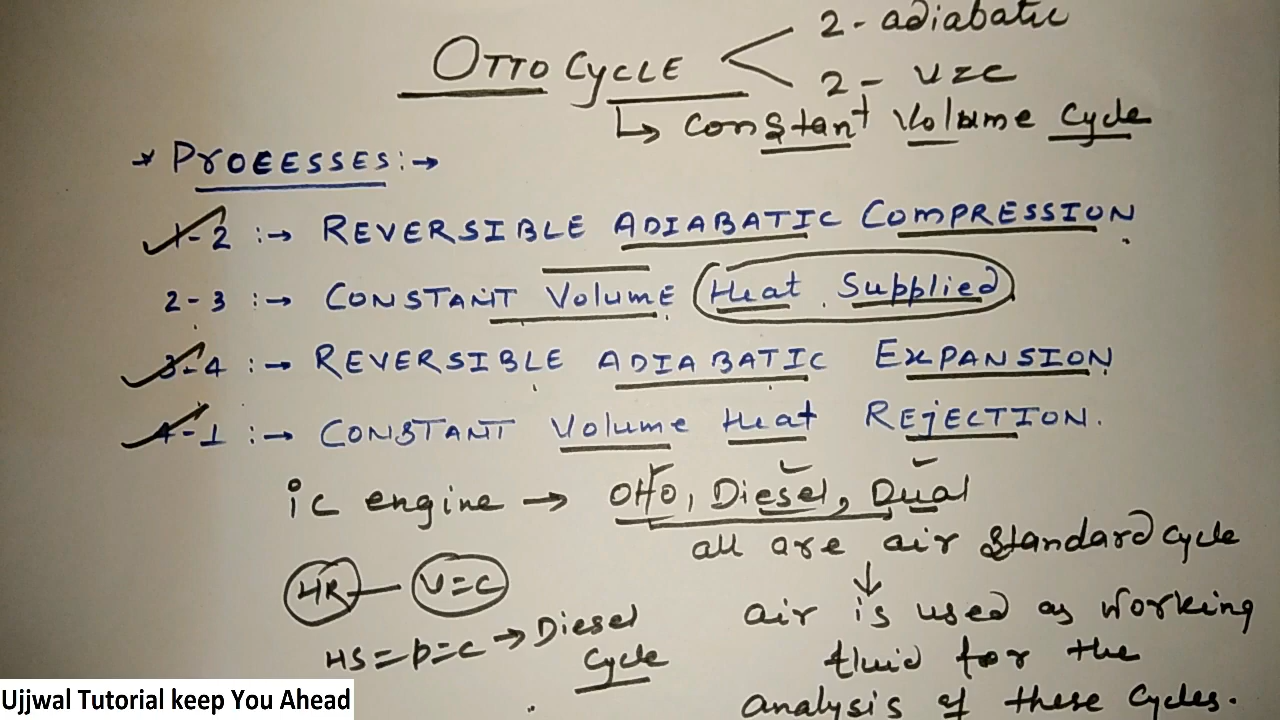 OTTO CYCLE < 2 - adiabatic
2 - V=C
↳ Constant Volume Cycle
* PROCESSES:→
1-2 :→ REVERSIBLE ADIABATIC COMPRESSION
2-3 :→ CONSTANT VOLUME Heat Supplied
3-4 :→ REVERSIBLE ADIABATIC EXPANSION
4-1 :→ CONSTANT Volume Heat REJECTION.
ic engine → Otto, Diesel, Dual
all are air Standard cycle
↓
HR — V=C
air is used as working
HS = P=C → Diesel
Cycle
fluid for the
analysis of these Cycles.
Ujjwal Tutorial keep You Ahead